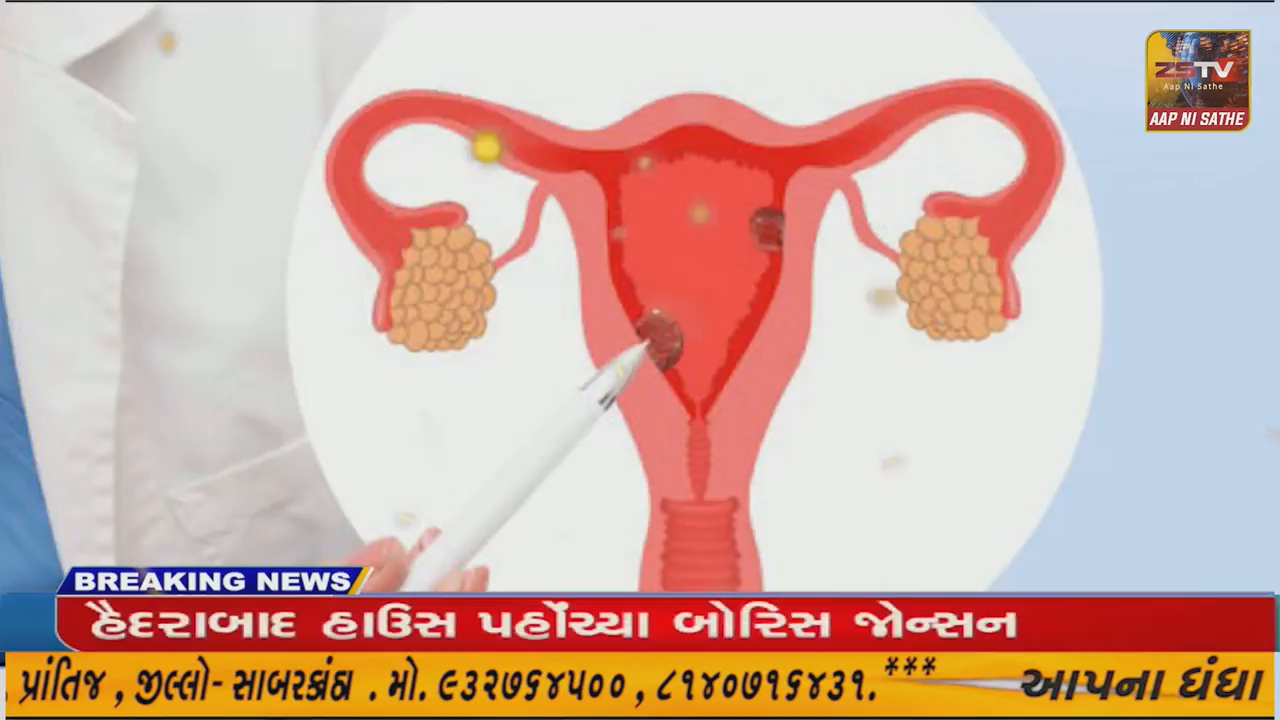 ZSTV
Aap Ni Sathe
AAP NI SATHE
BREAKING NEWS
હૈદરાબાદ હાઉસ પહોંચ્યા બોરિસ જોન્સન
. પ્રાંતિજ , જીલ્લો- સાબરકાંઠા . મો. ૯૩૨૭૬૪૫૦૦ , ૮૧૪૦૭૧૬૪૩૧.*** આપના ધંધા